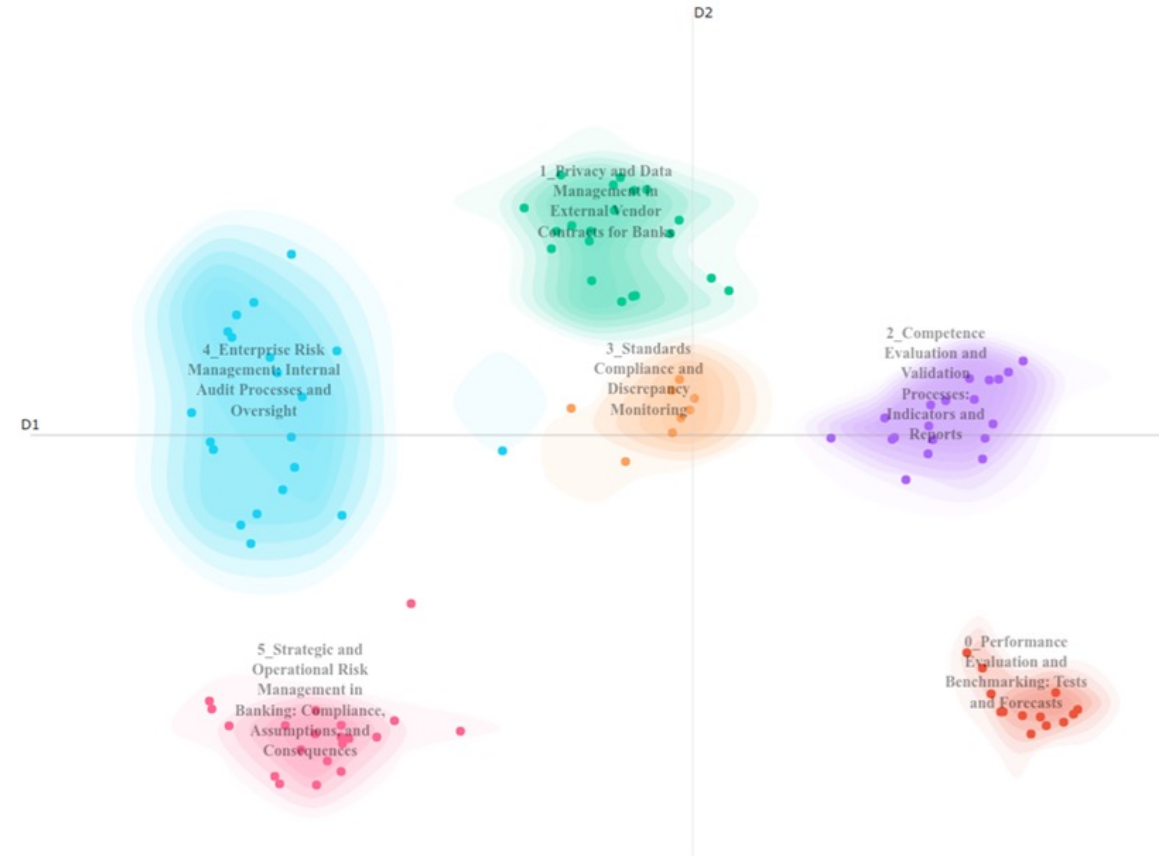 D2
1_Privacy and Data
Management in
External Vendor
Contracts for Banks
3_Standards
Compliance and
Discrepancy
Monitoring
2_Competence
Evaluation and
Validation
Processes:
Indicators and
Reports
4_Enterprise Risk
Management: Internal
Audit Processes and
Oversight
D1
5_Strategic and
Operational Risk
Management in
Banking: Compliance,
Assumptions, and
Consequences
0_Performance
Evaluation and
Benchmarking: Tests
and Forecasts